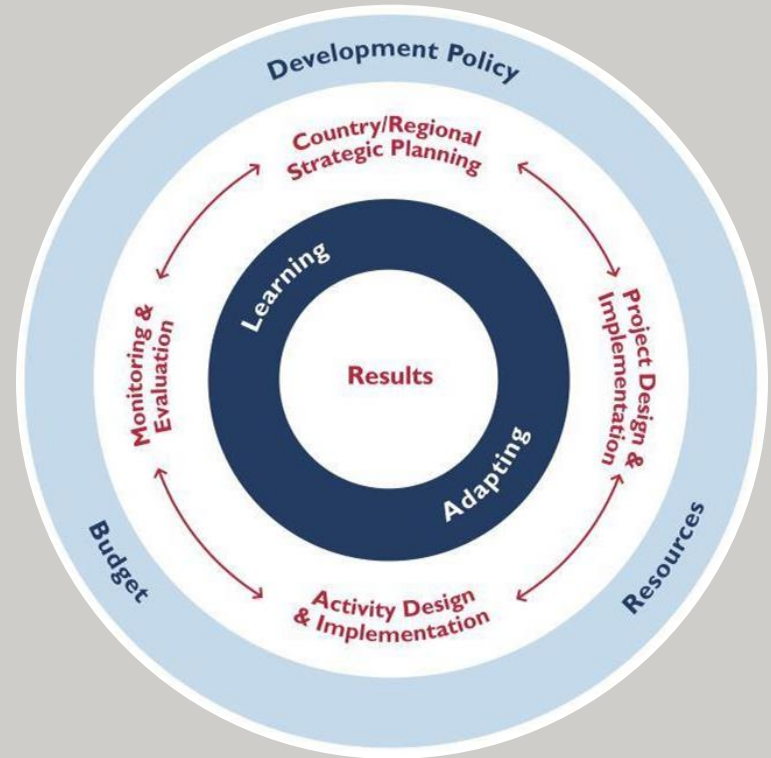 Development Policy
Country/Regional
Strategic Planning
Learning
Results
Adapting
Monitoring &
Evaluation
Project Design &
Implementation
Activity Design
& Implementation
Budget
Resources